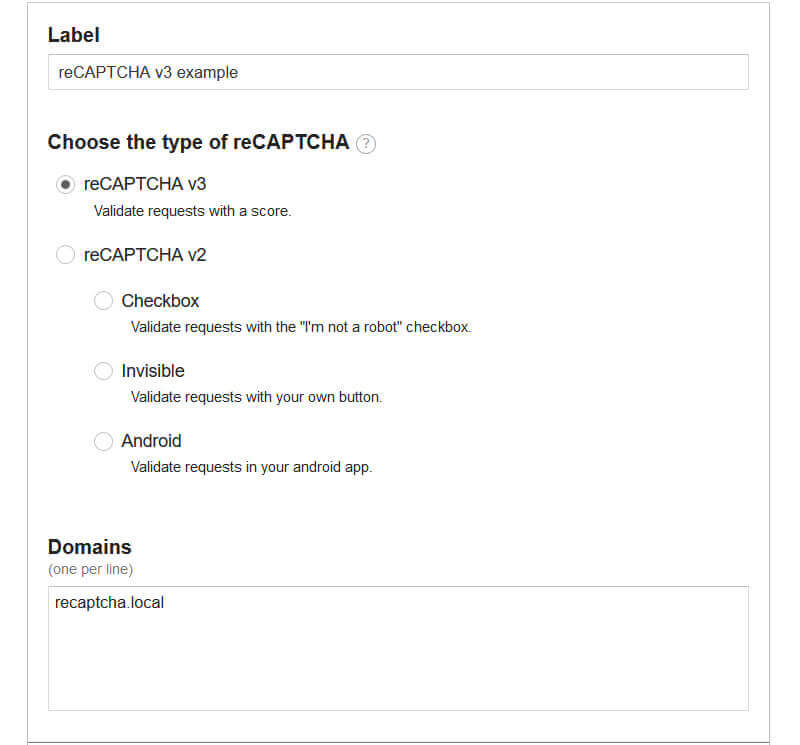 Label
reCAPTCHA v3 example
Choose the type of reCAPTCHA ?
reCAPTCHA v3
Validate requests with a score.
reCAPTCHA v2
Checkbox
Validate requests with the "I'm not a robot" checkbox.
Invisible
Validate requests with your own button.
Android
Validate requests in your android app.
Domains
(one per line)
recaptcha.local